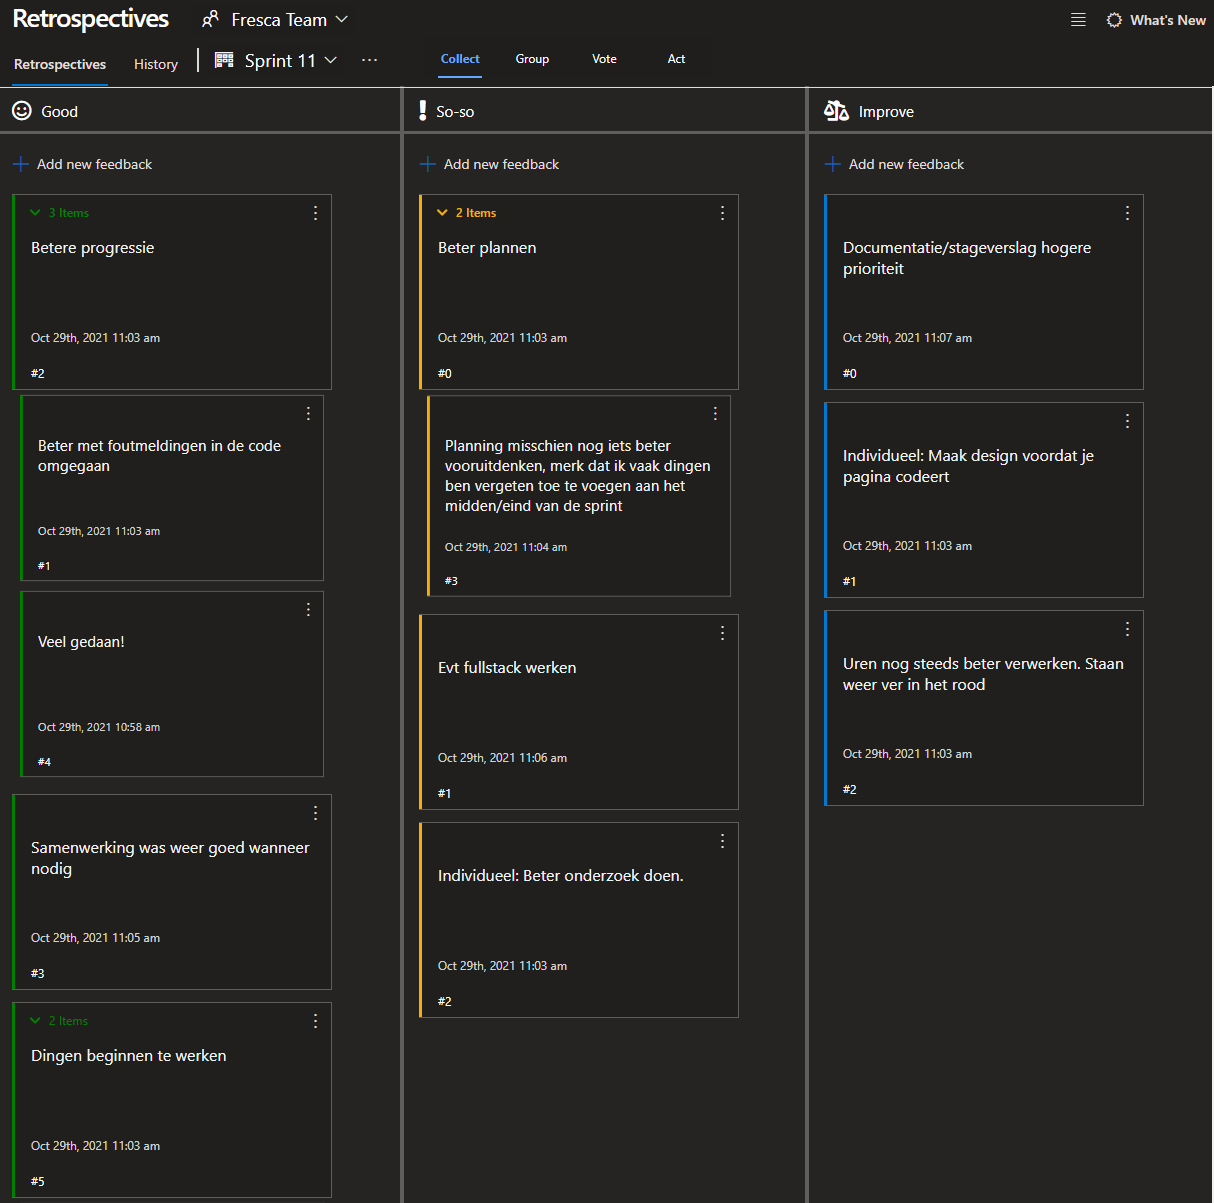 Retrospectives
Fresca Team
What's New
Retrospectives
History
Sprint 11
Collect
Group
Vote
Act
Good
Add new feedback
3 Items
Betere progressie
Oct 29th, 2021 11:03 am
#2
Beter met foutmeldingen in de code
omgegaan
Oct 29th, 2021 11:03 am
#1
Veel gedaan!
Oct 29th, 2021 10:58 am
#4
Samenwerking was weer goed wanneer
nodig
Oct 29th, 2021 11:05 am
#3
2 Items
Dingen beginnen te werken
Oct 29th, 2021 11:03 am
#5
So-so
Add new feedback
2 Items
Beter plannen
Oct 29th, 2021 11:03 am
#0
Planning misschien nog iets beter
vooruitdenken, merk dat ik vaak dingen
ben vergeten toe te voegen aan het
midden/eind van de sprint
Oct 29th, 2021 11:04 am
#3
Evt fullstack werken
Oct 29th, 2021 11:06 am
#1
Individueel: Beter onderzoek doen.
Oct 29th, 2021 11:03 am
#2
Improve
Add new feedback
Documentatie/stageverslag hogere
prioriteit
Oct 29th, 2021 11:07 am
#0
Individueel: Maak design voordat je
pagina codeert
Oct 29th, 2021 11:03 am
#1
Uren nog steeds beter verwerken. Staan
weer ver in het rood
Oct 29th, 2021 11:03 am
#2